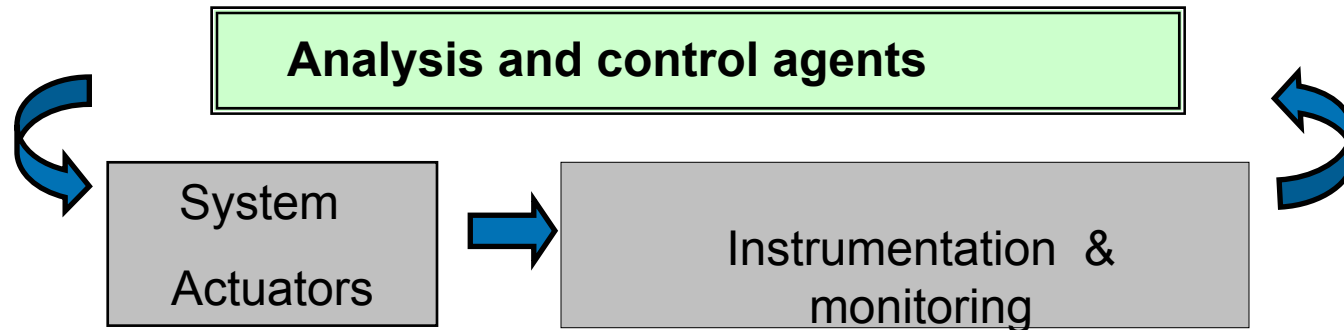 Analysis and control agents
System
Actuators
Instrumentation &
monitoring